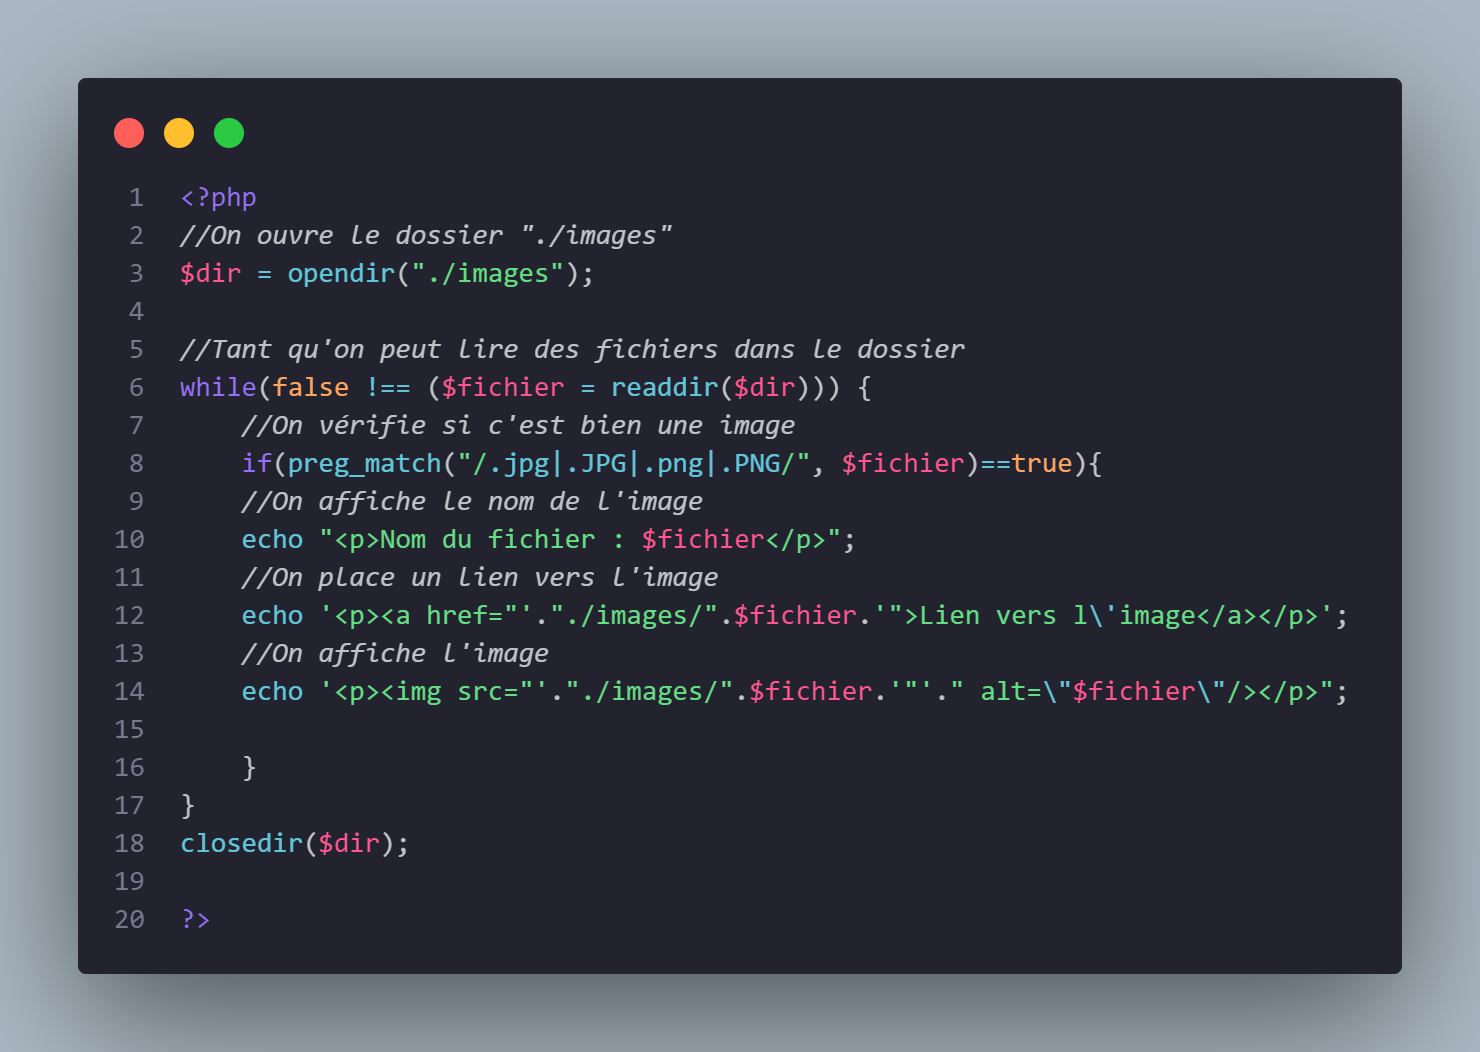 1 <?php
2 //On ouvre le dossier "./images"
3 $dir = opendir("./images");
4
5 //Tant qu'on peut lire des fichiers dans le dossier
6 while(false !== ($fichier = readdir($dir))) {
7     //On vérifie si c'est bien une image
8     if(preg_match("/.jpg|.JPG|.png|.PNG/", $fichier)==true){
9     //On affiche le nom de l'image
10     echo "<p>Nom du fichier : $fichier</p>";
11     //On place un lien vers l'image
12     echo '<p><a href="'."./images/".$fichier.'">Lien vers l\'image</a></p>';
13     //On affiche l'image
14     echo '<p><img src="'."./images/".$fichier.'"'." alt=\"$fichier\"/></p>";
15
16     }
17 }
18 closedir($dir);
19
20 ?>